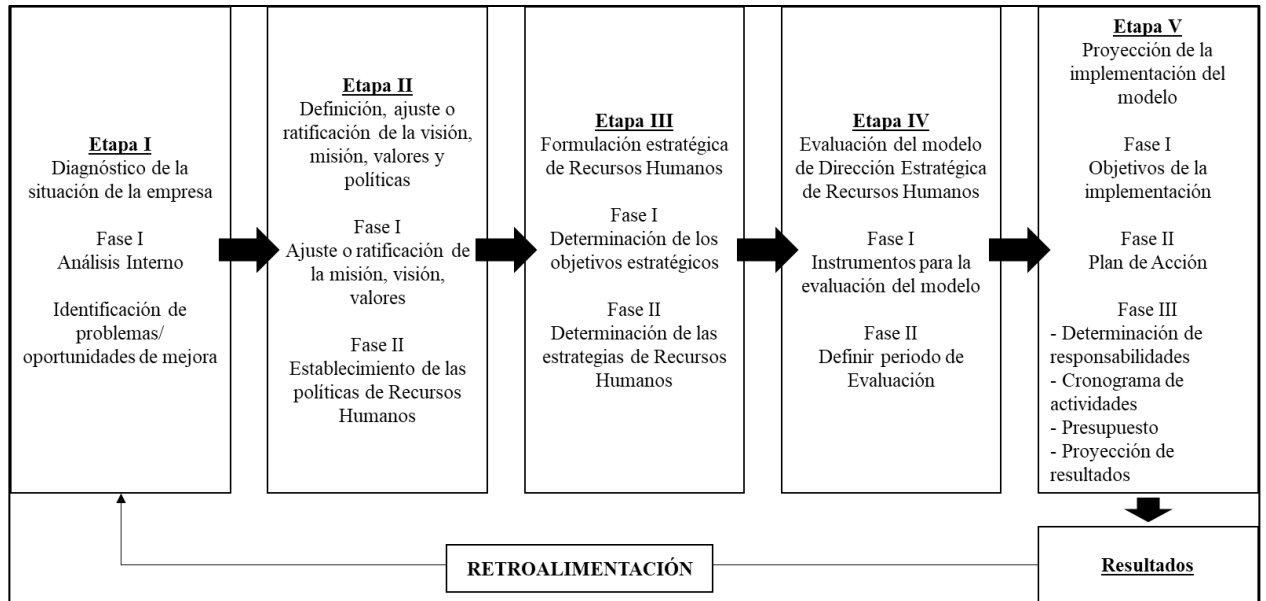 Etapa I
Diagnóstico de la
situación de la empresa
Fase I
Análisis Interno
Identificación de
problemas/
oportunidades de mejora
Etapa II
Definición, ajuste o
ratificación de la visión,
misión, valores y
políticas
Fase I
Ajuste o ratificación de
la misión, visión,
valores
Fase II
Establecimiento de las
políticas de Recursos
Humanos
Etapa III
Formulación estratégica
de Recursos Humanos
Fase I
Determinación de los
objetivos estratégicos
Fase II
Determinación de las
estrategias de Recursos
Humanos
Etapa IV
Evaluación del modelo
de Dirección Estratégica
de Recursos Humanos
Fase I
Instrumentos para la
evaluación del modelo
Fase II
Definir periodo de
Evaluación
Etapa V
Proyección de la
implementación del
modelo
Fase I
Objetivos de la
implementación
Fase II
Plan de Acción
Fase III
- Determinación de
responsabilidades
- Cronograma de
actividades
- Presupuesto
- Proyección de
resultados
Resultados
RETROALIMENTACIÓN